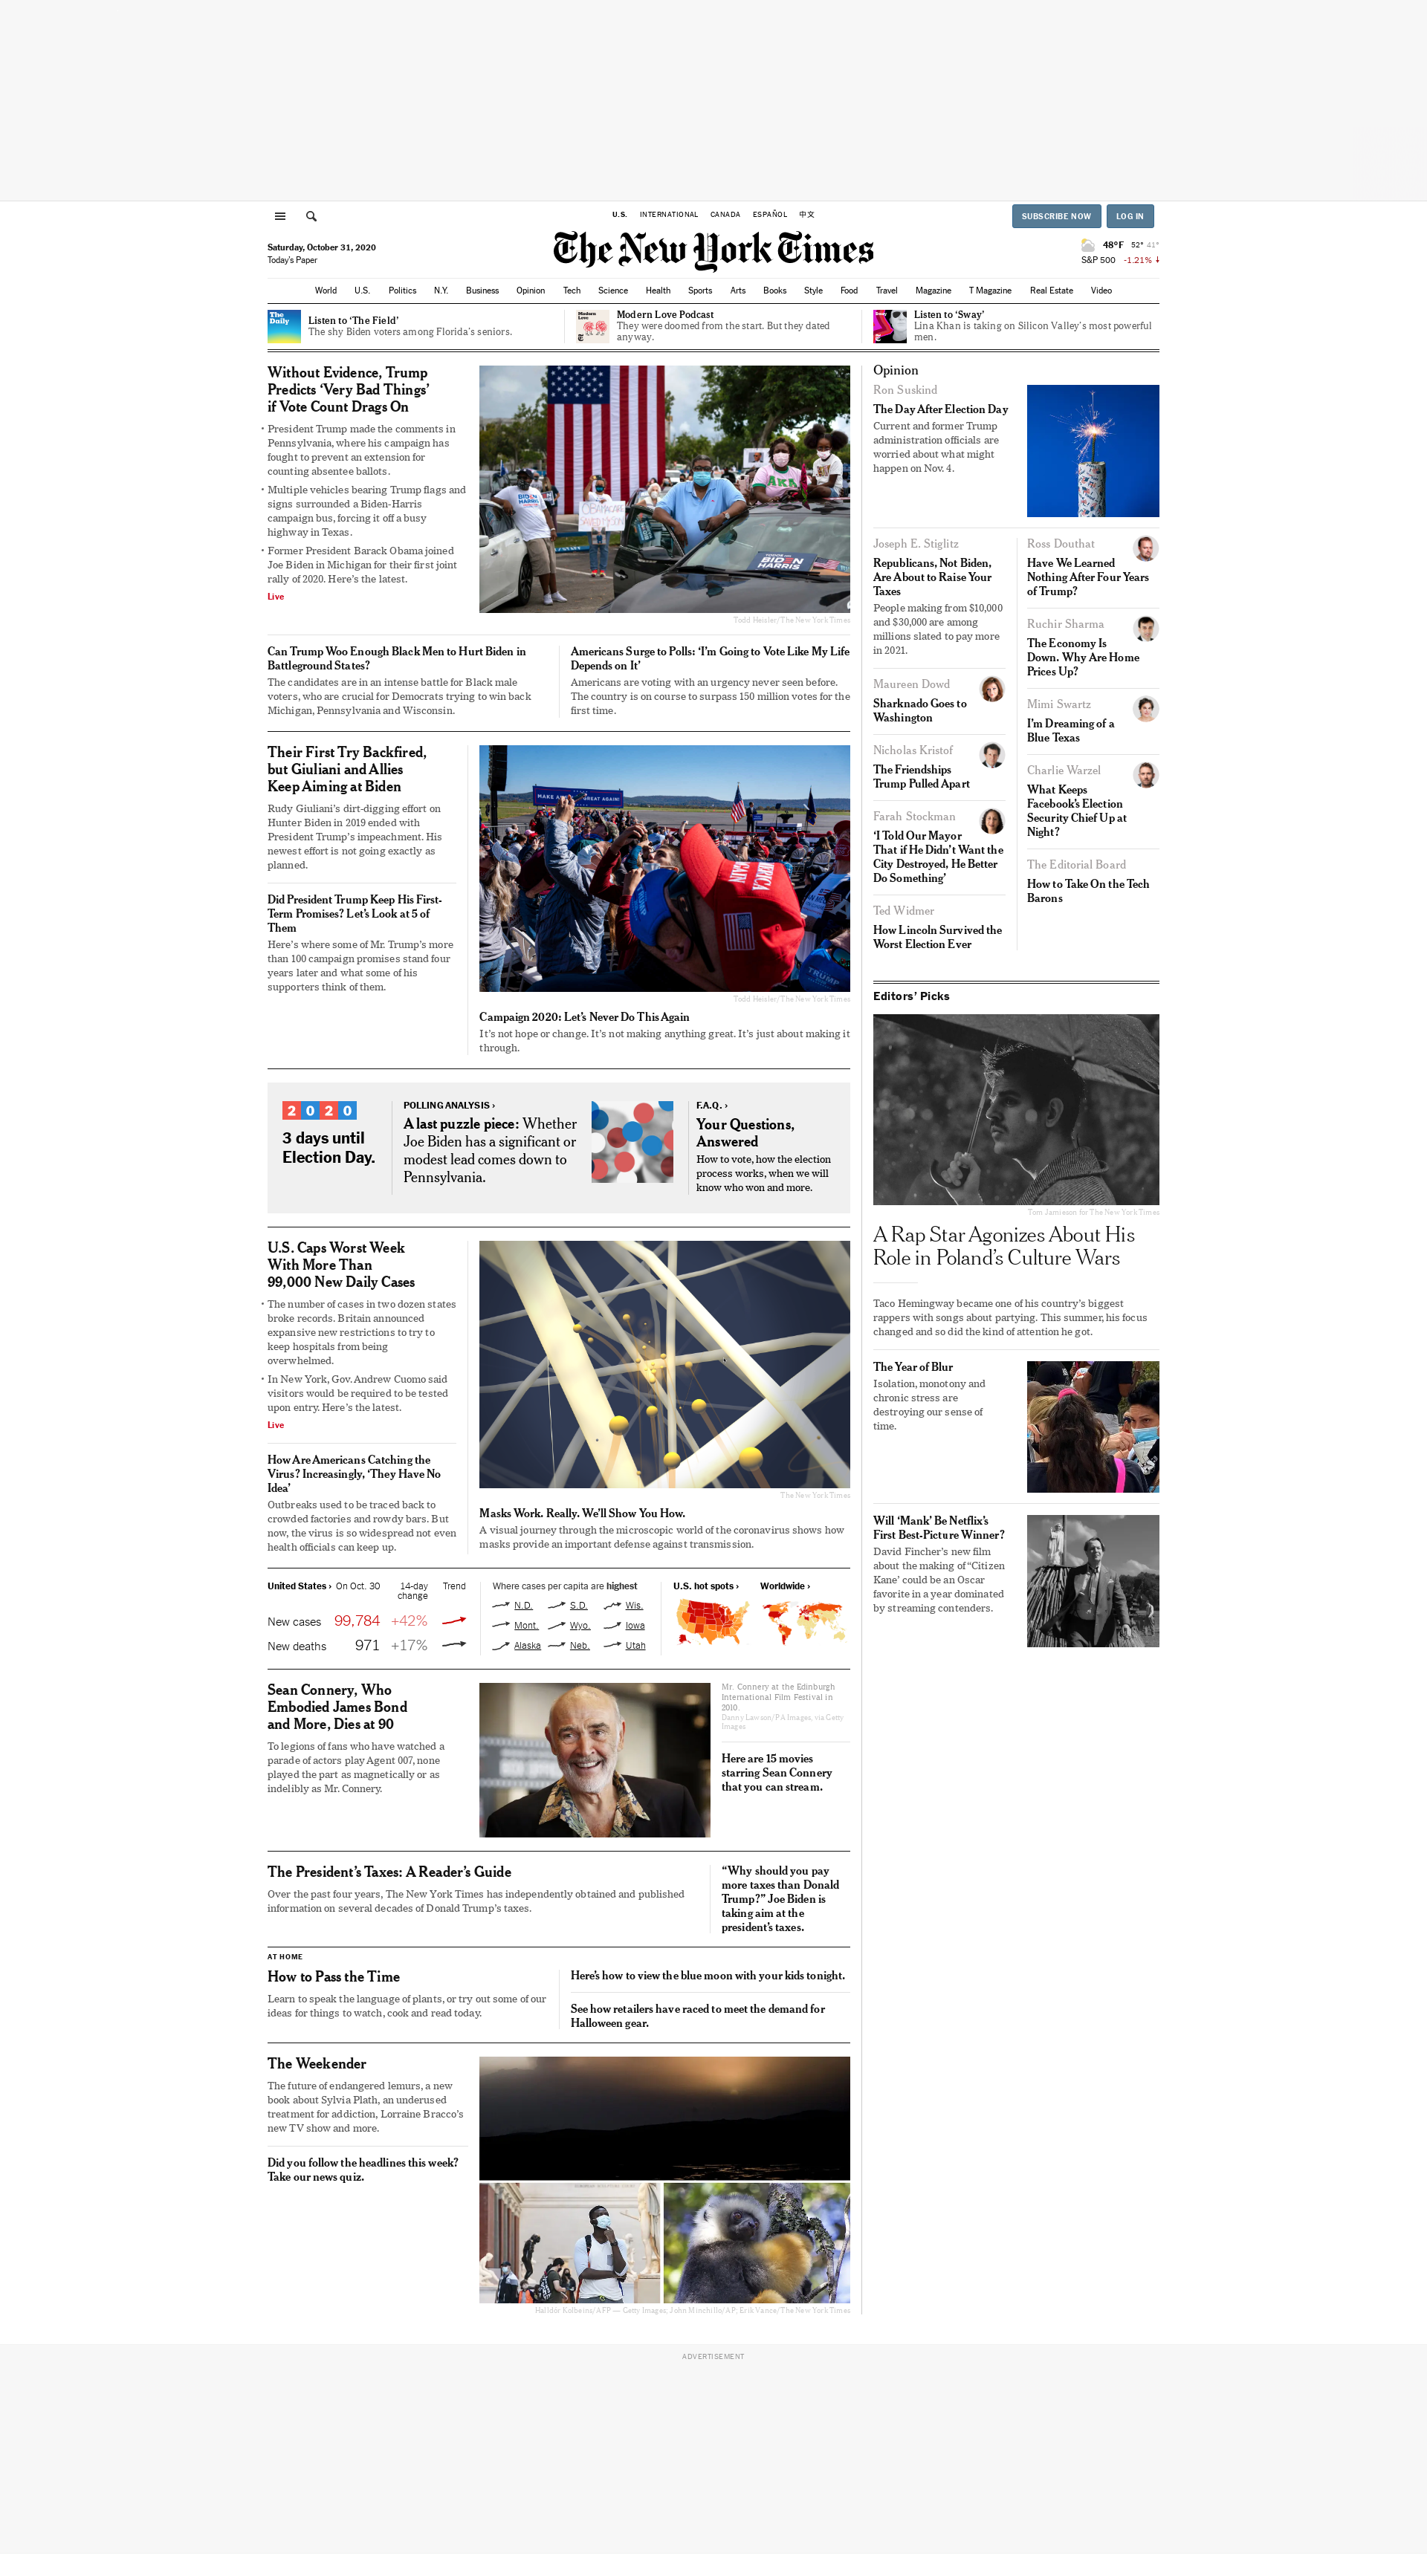 U.S. INTERNATIONAL CANADA ESPAÑOL 中文
SUBSCRIBE NOW LOG IN
Saturday, October 31, 2020
Today's Paper
The New York Times
48°F 52° 41°
S&P 500 -1.21%
World U.S. Politics N.Y. Business Opinion Tech Science Health Sports Arts Books Style Food Travel Magazine T Magazine Real Estate Video
The
Daily
Listen to ‘The Field’
The shy Biden voters among Florida’s seniors.
Modern
Love
Modern Love Podcast
They were doomed from the start. But they dated
anyway.
Listen to ‘Sway’
Lina Khan is taking on Silicon Valley’s most powerful
men.
Without Evidence, Trump
Predicts ‘Very Bad Things’
if Vote Count Drags On
• President Trump made the comments in
Pennsylvania, where his campaign has
fought to prevent an extension for
counting absentee ballots.
• Multiple vehicles bearing Trump flags and
signs surrounded a Biden-Harris
campaign bus, forcing it off a busy
highway in Texas.
• Former President Barack Obama joined
Joe Biden in Michigan for their first joint
rally of 2020. Here’s the latest.
Live
BIDEN
HARRIS
Todd Heisler/The New York Times
Can Trump Woo Enough Black Men to Hurt Biden in
Battleground States?
The candidates are in an intense battle for Black male
voters, who are crucial for Democrats trying to win back
Michigan, Pennsylvania and Wisconsin.
Americans Surge to Polls: ‘I’m Going to Vote Like My Life
Depends on It’
Americans are voting with an urgency never seen before.
The country is on course to surpass 150 million votes for the
first time.
Their First Try Backfired,
but Giuliani and Allies
Keep Aiming at Biden
Rudy Giuliani’s dirt-digging effort on
Hunter Biden in 2019 ended with
President Trump’s impeachment. His
newest effort is not going exactly as
planned.
Did President Trump Keep His First-
Term Promises? Let’s Look at 5 of
Them
Here’s where some of Mr. Trump’s more
than 100 campaign promises stand four
years later and what some of his
supporters think of them.
Todd Heisler/The New York Times
Campaign 2020: Let’s Never Do This Again
It’s not hope or change. It’s not making anything great. It’s just about making it
through.
2020
3 days until
Election Day.
POLLING ANALYSIS ›
A last puzzle piece: Whether
Joe Biden has a significant or
modest lead comes down to
Pennsylvania.
F.A.Q. ›
Your Questions,
Answered
How to vote, how the election
process works, when we will
know who won and more.
U.S. Caps Worst Week
With More Than
99,000 New Daily Cases
• The number of cases in two dozen states
broke records. Britain announced
expansive new restrictions to try to
keep hospitals from being
overwhelmed.
• In New York, Gov. Andrew Cuomo said
visitors would be required to be tested
upon entry. Here’s the latest.
Live
How Are Americans Catching the
Virus? Increasingly, ‘They Have No
Idea’
Outbreaks used to be traced back to
crowded factories and rowdy bars. But
now, the virus is so widespread not even
health officials can keep up.
The New York Times
Masks Work. Really. We’ll Show You How.
A visual journey through the microscopic world of the coronavirus shows how
masks provide an important defense against transmission.
United States › On Oct. 30 14-day
change Trend
New cases 99,784 +42%
New deaths 971 +17%
Where cases per capita are highest
N.D. S.D. Wis.
Mont. Wyo. Iowa
Alaska Neb. Utah
U.S. hot spots › Worldwide ›
Sean Connery, Who
Embodied James Bond
and More, Dies at 90
To legions of fans who have watched a
parade of actors play Agent 007, none
played the part as magnetically or as
indelibly as Mr. Connery.
Mr. Connery at the Edinburgh
International Film Festival in
2010.
Danny Lawson/PA Images, via Getty
Images
Here are 15 movies
starring Sean Connery
that you can stream.
The President’s Taxes: A Reader’s Guide
Over the past four years, The New York Times has independently obtained and published
information on several decades of Donald Trump’s taxes.
“Why should you pay
more taxes than Donald
Trump?” Joe Biden is
taking aim at the
president’s taxes.
AT HOME
How to Pass the Time
Learn to speak the language of plants, or try out some of our
ideas for things to watch, cook and read today.
Here’s how to view the blue moon with your kids tonight.
See how retailers have raced to meet the demand for
Halloween gear.
The Weekender
The future of endangered lemurs, a new
book about Sylvia Plath, an underused
treatment for addiction, Lorraine Bracco’s
new TV show and more.
Did you follow the headlines this week?
Take our news quiz.
Halldór Kolbeins/AFP — Getty Images; John Minchillo/AP; Erik Vance/The New York Times
Opinion
Ron Suskind
The Day After Election Day
Current and former Trump
administration officials are
worried about what might
happen on Nov. 4.
Joseph E. Stiglitz
Republicans, Not Biden,
Are About to Raise Your
Taxes
People making from $10,000
and $30,000 are among
millions slated to pay more
in 2021.
Maureen Dowd
Sharknado Goes to
Washington
Nicholas Kristof
The Friendships
Trump Pulled Apart
Farah Stockman
‘I Told Our Mayor
That if He Didn’t Want the
City Destroyed, He Better
Do Something’
Ted Widmer
How Lincoln Survived the
Worst Election Ever
Ross Douthat
Have We Learned
Nothing After Four Years
of Trump?
Ruchir Sharma
The Economy Is
Down. Why Are Home
Prices Up?
Mimi Swartz
I’m Dreaming of a
Blue Texas
Charlie Warzel
What Keeps
Facebook’s Election
Security Chief Up at
Night?
The Editorial Board
How to Take On the Tech
Barons
Editors’ Picks
Tom Jamieson for The New York Times
A Rap Star Agonizes About His
Role in Poland’s Culture Wars
Taco Hemingway became one of his country’s biggest
rappers with songs about partying. This summer, his focus
changed and so did the kind of attention he got.
The Year of Blur
Isolation, monotony and
chronic stress are
destroying our sense of
time.
Will ‘Mank’ Be Netflix’s
First Best-Picture Winner?
David Fincher’s new film
about the making of “Citizen
Kane’ could be an Oscar
favorite in a year dominated
by streaming contenders.
ADVERTISEMENT